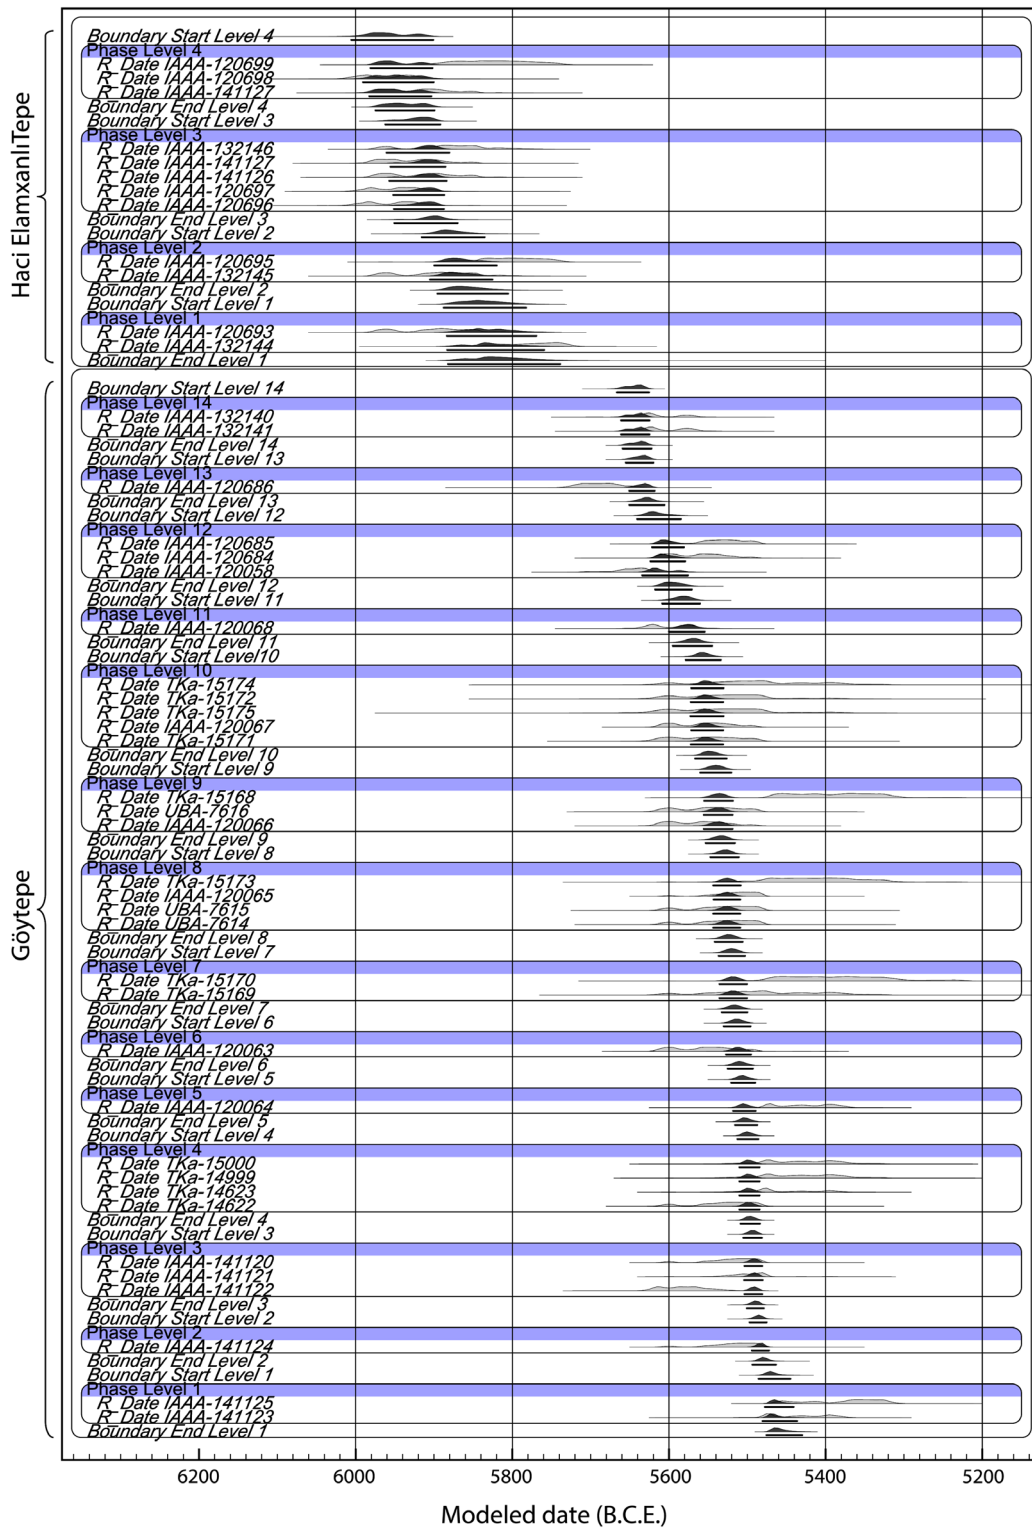 Haci ElamxanlıTepe
Boundary Start Level 4
Phase Level 4
R_Date IAAA-120699
R_Date IAAA-120698
R_Date IAAA-141127
Boundary End Level 4
Boundary Start Level 3
Phase Level 3
R_Date IAAA-132146
R_Date IAAA-141127
R_Date IAAA-141126
R_Date IAAA-120697
R_Date IAAA-120696
Boundary End Level 3
Boundary Start Level 2
Phase Level 2
R_Date IAAA-120695
R_Date IAAA-132145
Boundary End Level 2
Boundary Start Level 1
Phase Level 1
R_Date IAAA-120693
R_Date IAAA-132144
Boundary End Level 1
Göytepe
Boundary Start Level 14
Phase Level 14
R_Date IAAA-132140
R_Date IAAA-132141
Boundary End Level 14
Boundary Start Level 13
Phase Level 13
R_Date IAAA-120686
Boundary End Level 13
Boundary Start Level 12
Phase Level 12
R_Date IAAA-120685
R_Date IAAA-120684
R_Date IAAA-120058
Boundary End Level 12
Boundary Start Level 11
Phase Level 11
R_Date IAAA-120068
Boundary End Level 11
Boundary Start Level10
Phase Level 10
R_Date TKa-15174
R_Date TKa-15172
R_Date TKa-15175
R_Date IAAA-120067
R_Date TKa-15171
Boundary End Level 10
Boundary Start Level 9
Phase Level 9
R_Date TKa-15168
R_Date UBA-7616
R_Date IAAA-120066
Boundary End Level 9
Boundary Start Level 8
Phase Level 8
R_Date TKa-15173
R_Date IAAA-120065
R_Date UBA-7615
R_Date UBA-7614
Boundary End Level 8
Boundary Start Level 7
Phase Level 7
R_Date TKa-15170
R_Date TKa-15169
Boundary End Level 7
Boundary Start Level 6
Phase Level 6
R_Date IAAA-120063
Boundary End Level 6
Boundary Start Level 5
Phase Level 5
R_Date IAAA-120064
Boundary End Level 5
Boundary Start Level 4
Phase Level 4
R_Date TKa-15000
R_Date TKa-14999
R_Date TKa-14623
R_Date TKa-14622
Boundary End Level 4
Boundary Start Level 3
Phase Level 3
R_Date IAAA-141120
R_Date IAAA-141121
R_Date IAAA-141122
Boundary End Level 3
Boundary Start Level 2
Phase Level 2
R_Date IAAA-141124
Boundary End Level 2
Boundary Start Level 1
Phase Level 1
R_Date IAAA-141125
R_Date IAAA-141123
Boundary End Level 1
6200 6000 5800 5600 5400 5200
Modeled date (B.C.E.)